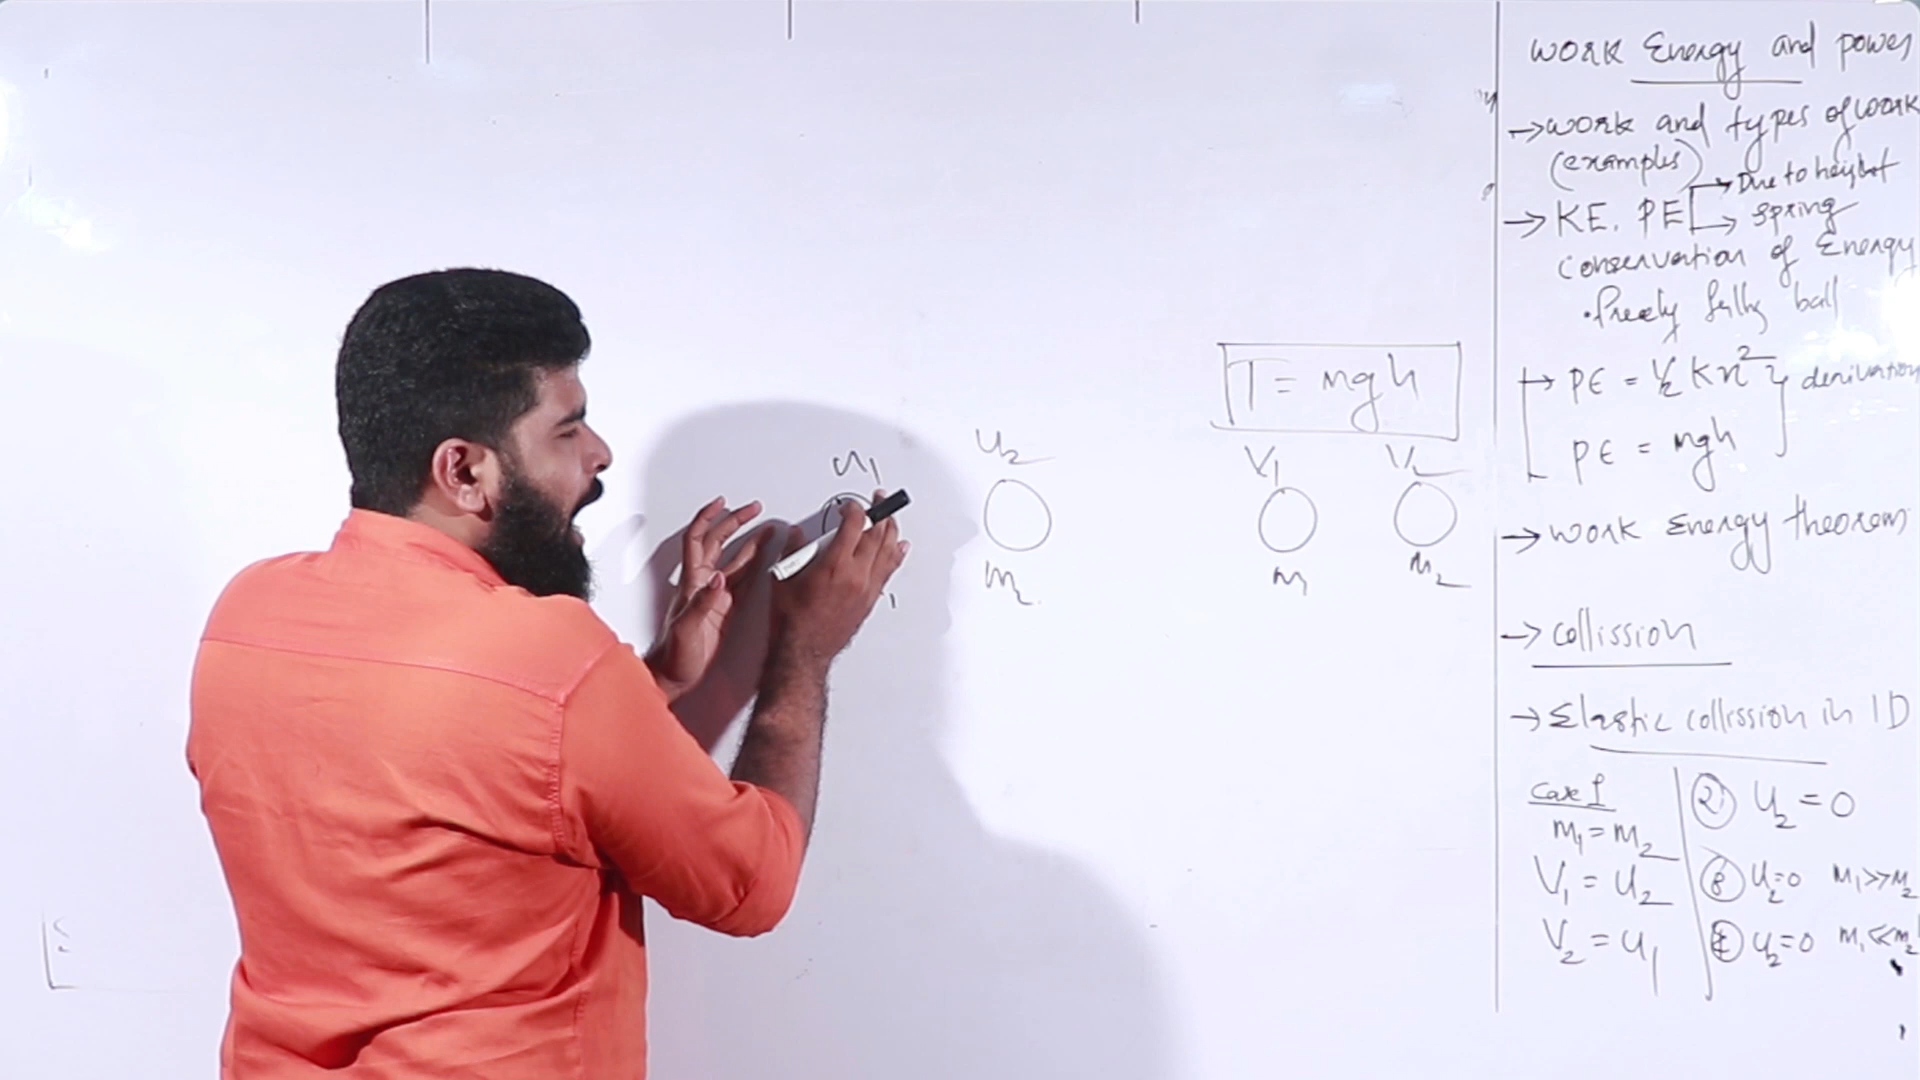 T = mgh
u₁ u₂ V₁ V₂
m₂ m₁ m₂
Work Energy and power
→ work and types of work
(examples)
→ KE, PE → Due to height
→ spring
Conservation of Energy
• freely fallg ball
→ PE = ½ Kx² } derivation
PE = mgh
→ work Energy theorem
→ collission
→ Elastic collission in 1D
Case I
m₁ = m₂
V₁ = u₂
V₂ = u₁
② u₂ = 0
③ u₂=0 m₁>>m₂
④ u₂=0 m₁<<m₂